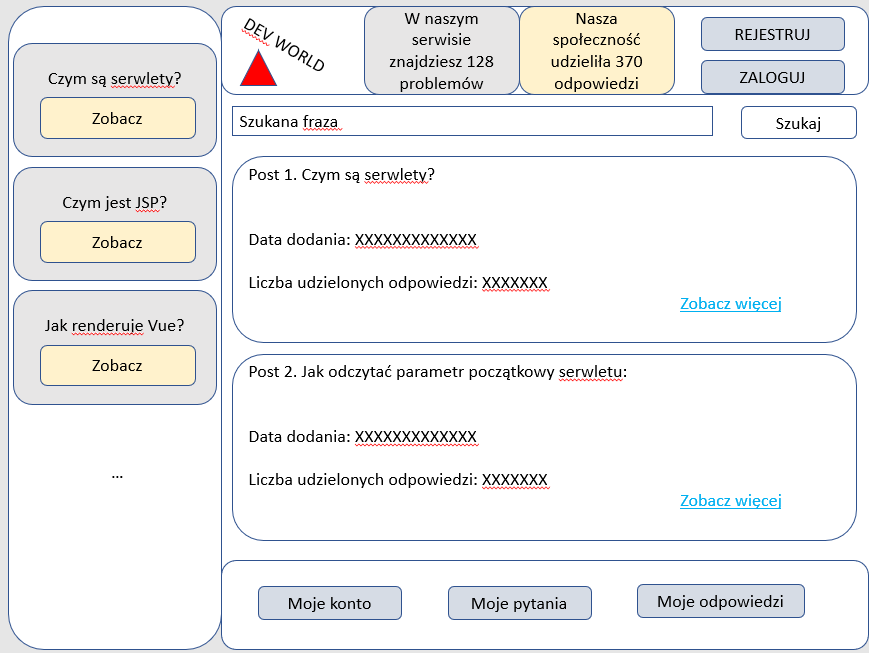 Czym są serwlety?
Zobacz
Czym jest JSP?
Zobacz
Jak renderuje Vue?
Zobacz
...
DEV WORLD
W naszym
serwisie
znajdziesz 128
problemów
Nasza
społeczność
udzieliła 370
odpowiedzi
REJESTRUJ
ZALOGUJ
Szukana fraza
Szukaj
Post 1. Czym są serwlety?
Data dodania: XXXXXXXXXXXXX
Liczba udzielonych odpowiedzi: XXXXXXX
Zobacz więcej
Post 2. Jak odczytać parametr początkowy serwletu:
Data dodania: XXXXXXXXXXXXX
Liczba udzielonych odpowiedzi: XXXXXXX
Zobacz więcej
Moje konto
Moje pytania
Moje odpowiedzi